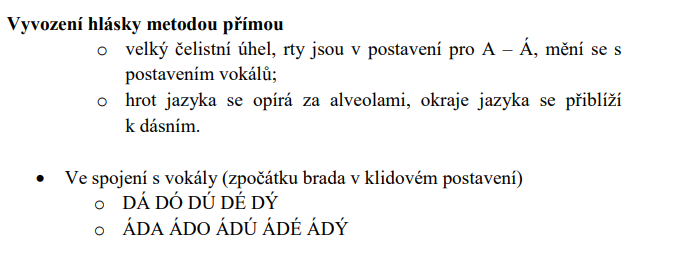 Vyvození hlásky metodou přímou
o velký čelistní úhel, rty jsou v postavení pro A – Á, mění se s
postavením vokálů;
o hrot jazyka se opírá za alveolami, okraje jazyka se přiblíží
k dásním.
• Ve spojení s vokály (zpočátku brada v klidovém postavení)
o DÁ DÓ DÚ DÉ DÝ
o ÁDA ÁDO ÁDÚ ÁDÉ ÁDÝ